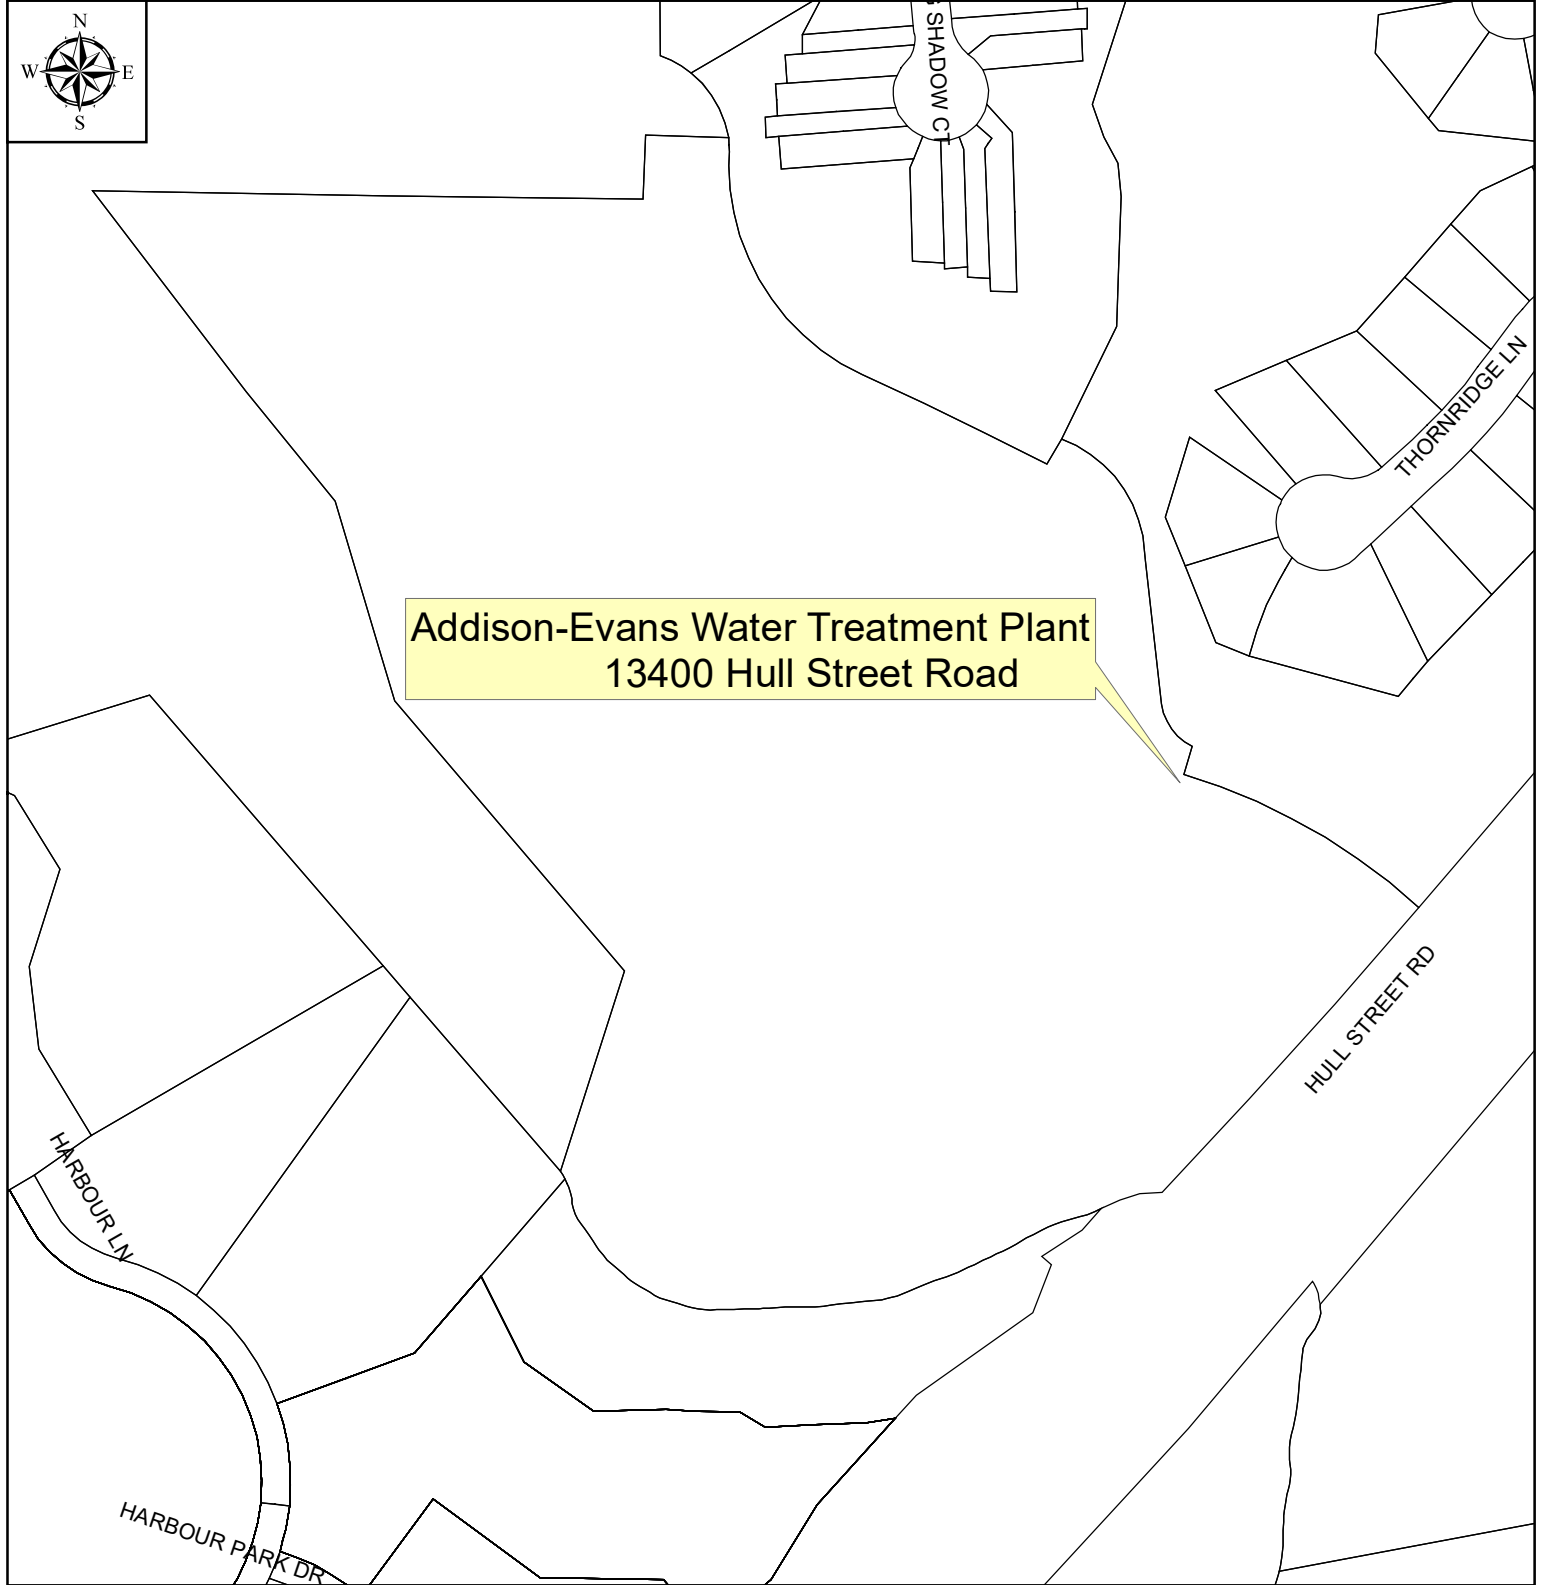 N
W E
S
SHADOW CT
THORNRIDGE LN
Addison-Evans Water Treatment Plant
13400 Hull Street Road
HULL STREET RD
HARBOUR LN
HARBOUR PARK DR